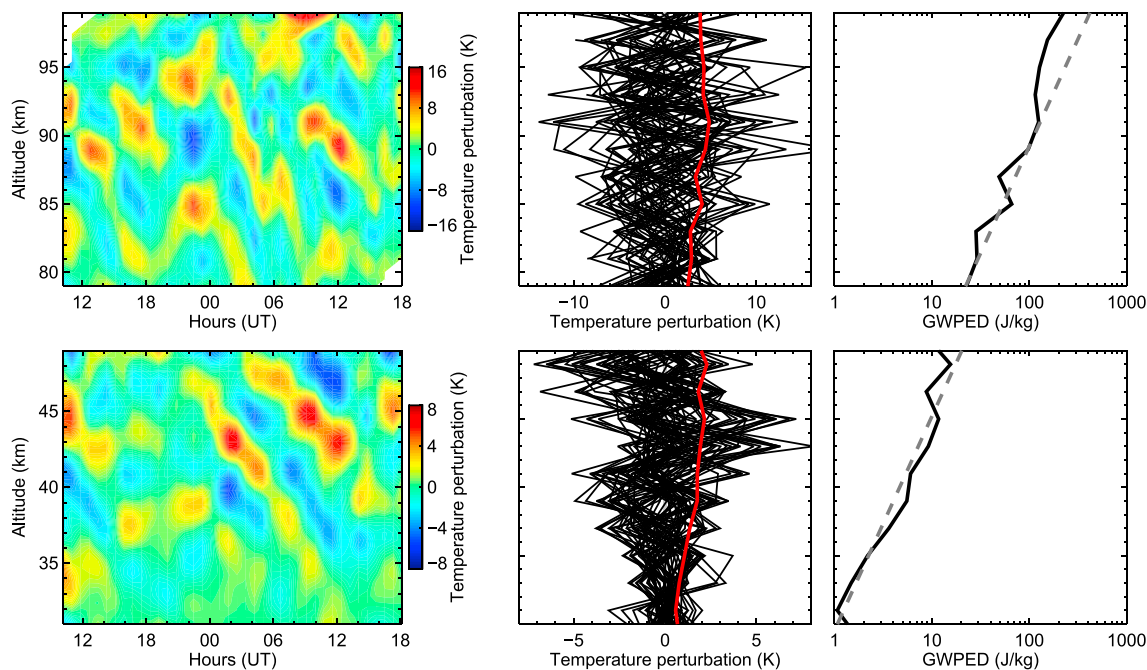 95
90
85
80
Altitude (km)
12 18 00 06 12 18
Hours (UT)
16
8
0
−8
−16
Temperature perturbation (K)
−10 0 10
Temperature perturbation (K)
1 10 100 1000
GWPED (J/kg)
45
40
35
Altitude (km)
12 18 00 06 12 18
Hours (UT)
8
4
0
−4
−8
Temperature perturbation (K)
−5 0 5
Temperature perturbation (K)
1 10 100 1000
GWPED (J/kg)